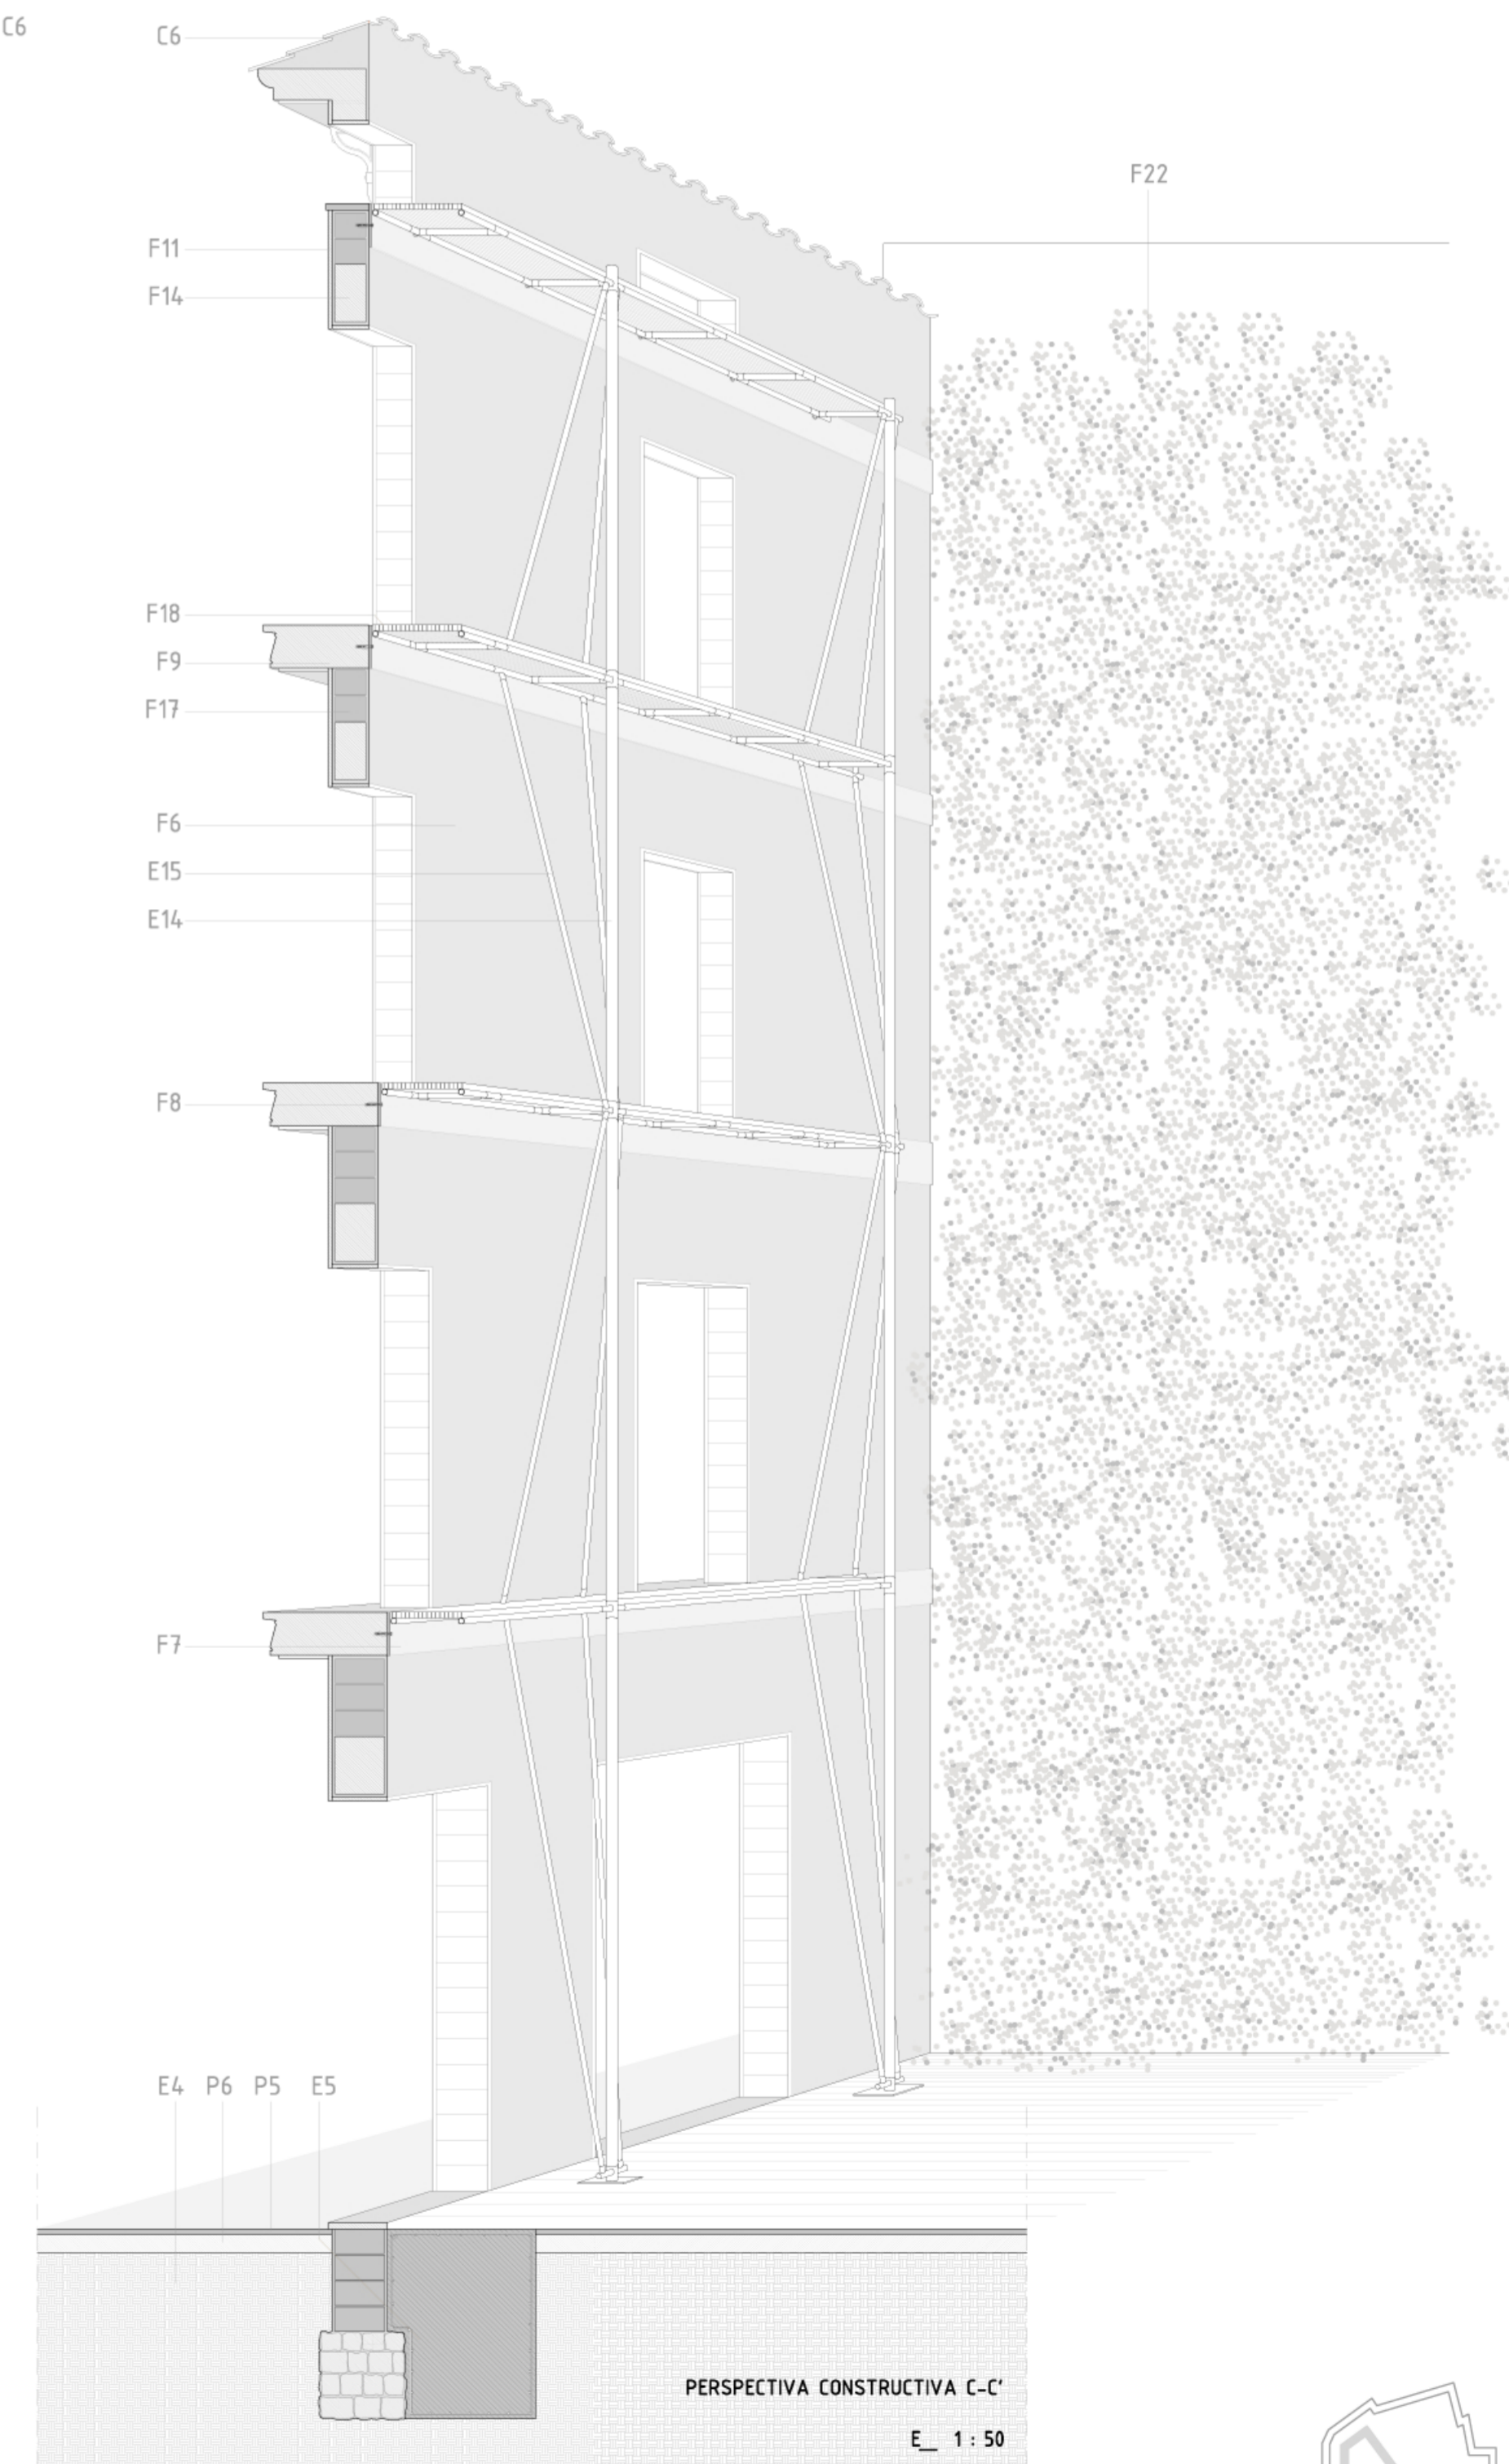 C6
C6
F22
F11
F14
F18
F9
F17
F6
E15
E14
F8
F7
E4 P6 P5 E5
PERSPECTIVA CONSTRUCTIVA C-C'
E_ 1 : 50